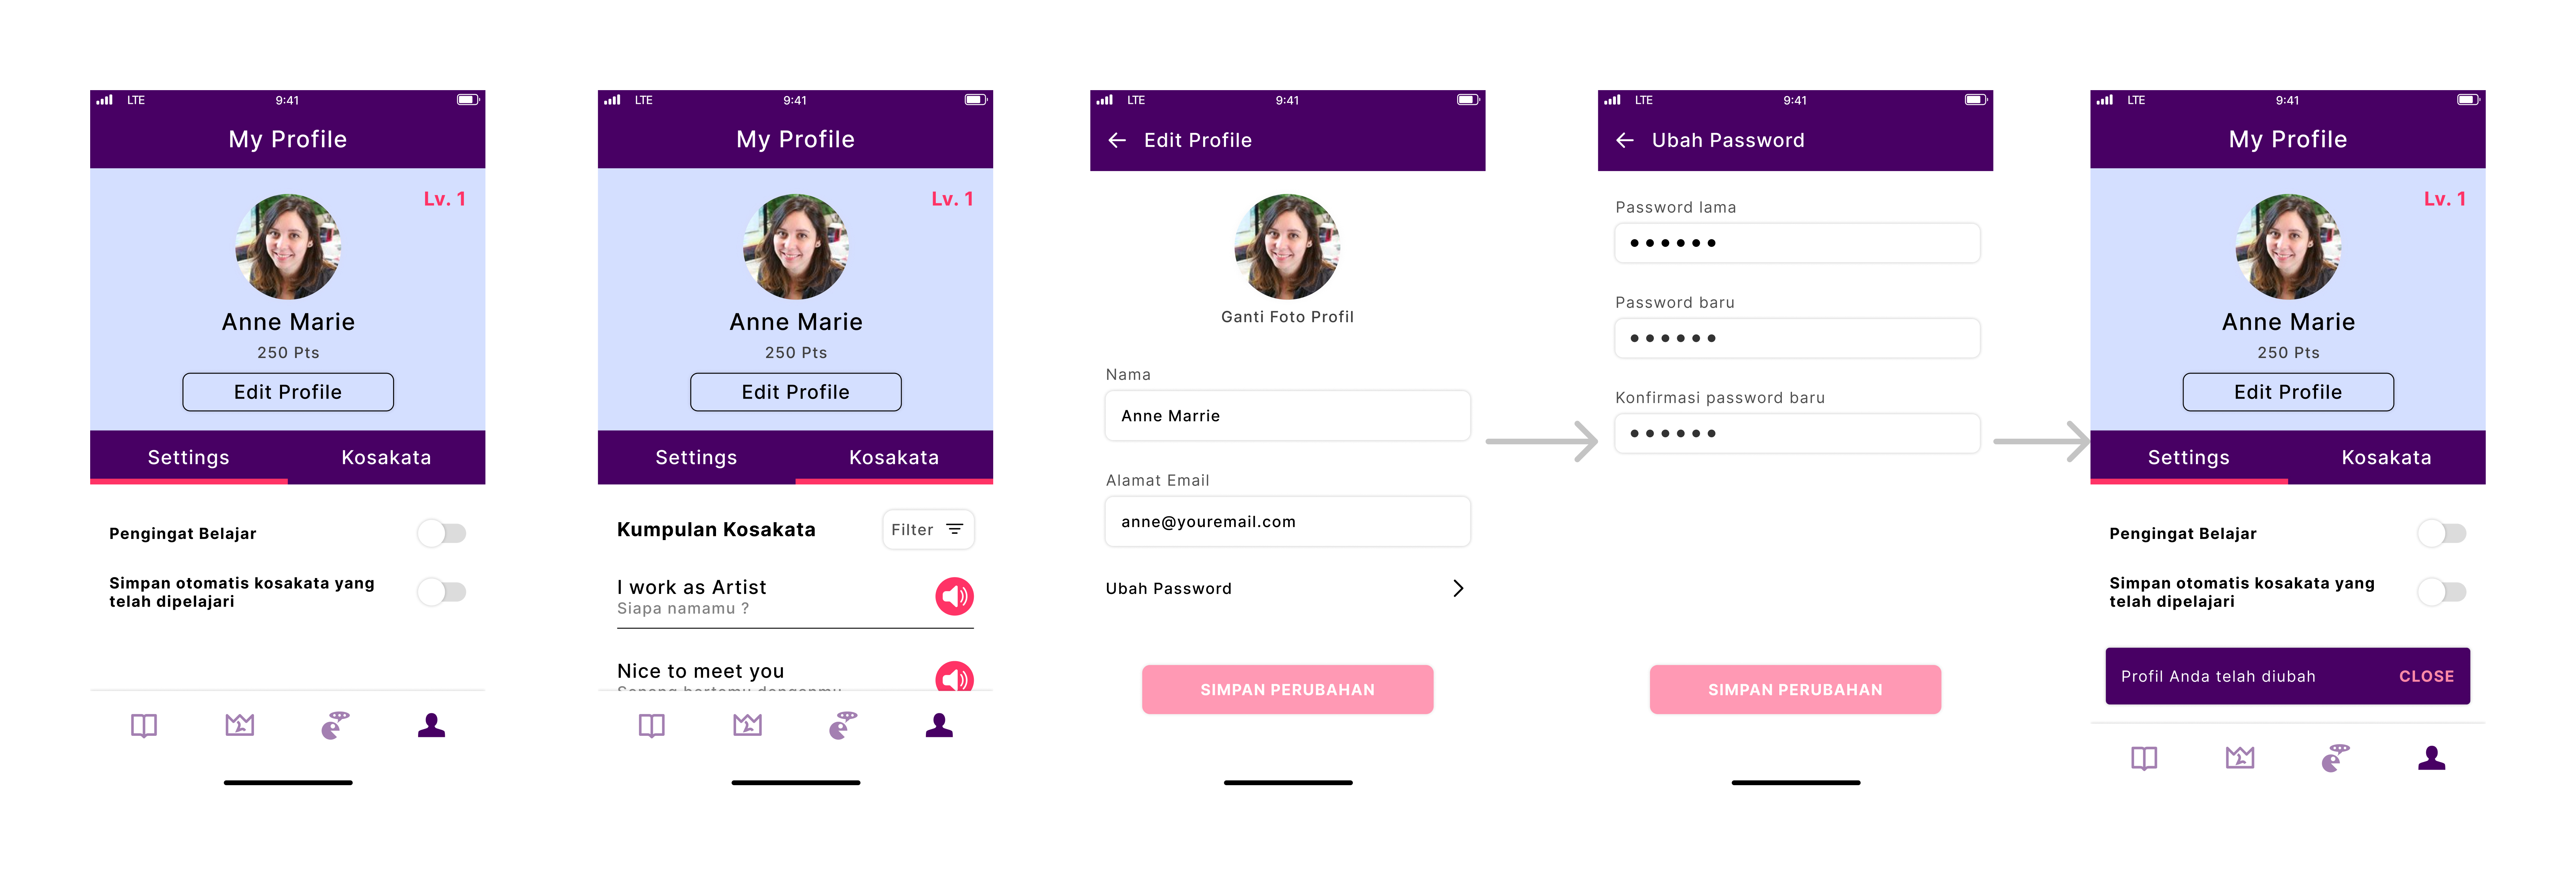 LTE 9:41
My Profile
Lv. 1
Anne Marie
250 Pts
Edit Profile
Settings Kosakata
Pengingat Belajar
Simpan otomatis kosakata yang
telah dipelajari
LTE 9:41
My Profile
Lv. 1
Anne Marie
250 Pts
Edit Profile
Settings Kosakata
Kumpulan Kosakata
Filter
I work as Artist
Siapa namamu ?
Nice to meet you
Senang bertemu denganmu
LTE 9:41
Edit Profile
Ganti Foto Profil
Nama
Anne Marrie
Alamat Email
anne@youremail.com
Ubah Password
SIMPAN PERUBAHAN
LTE 9:41
Ubah Password
Password lama
Password baru
Konfirmasi password baru
SIMPAN PERUBAHAN
LTE 9:41
My Profile
Lv. 1
Anne Marie
250 Pts
Edit Profile
Settings Kosakata
Pengingat Belajar
Simpan otomatis kosakata yang
telah dipelajari
Profil Anda telah diubah CLOSE